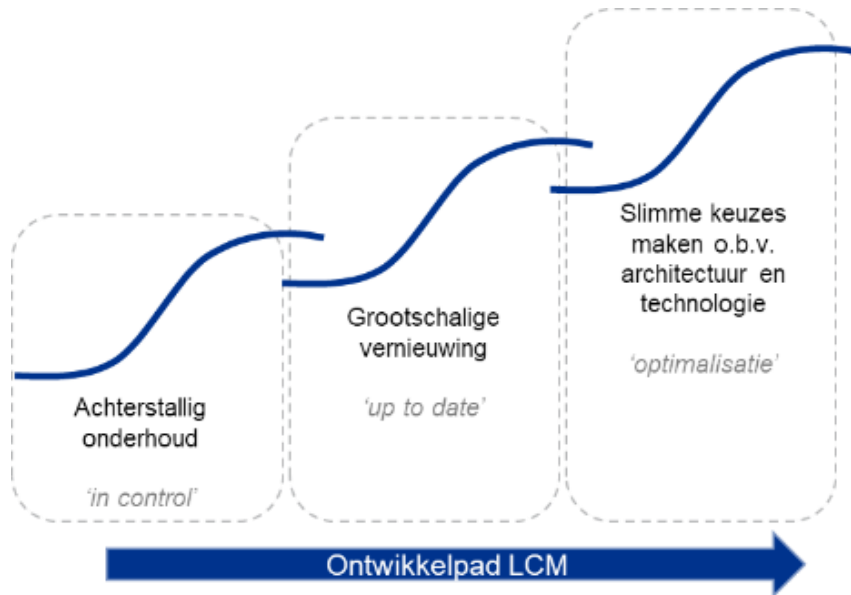 Achterstallig
onderhoud
‘in control’
Grootschalige
vernieuwing
‘up to date’
Slimme keuzes
maken o.b.v.
architectuur en
technologie
‘optimalisatie’
Ontwikkelpad LCM